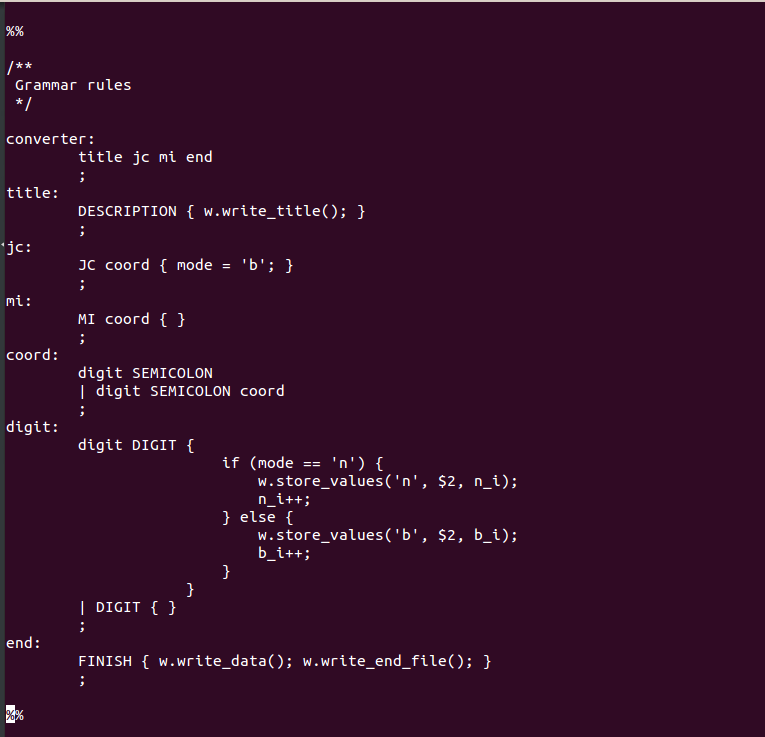 %%
/**
 Grammar rules
 */
converter:
        title jc mi end
        ;
title:
        DESCRIPTION { w.write_title(); }
        ;
jc:
        JC coord { mode = 'b'; }
        ;
mi:
        MI coord { }
        ;
coord:
        digit SEMICOLON
        | digit SEMICOLON coord
        ;
digit:
        digit DIGIT {
                        if (mode == 'n') {
                            w.store_values('n', $2, n_i);
                            n_i++;
                        } else {
                            w.store_values('b', $2, b_i);
                            b_i++;
                        }
                    }
        | DIGIT { }
        ;
end:
        FINISH { w.write_data(); w.write_end_file(); }
        ;
%%